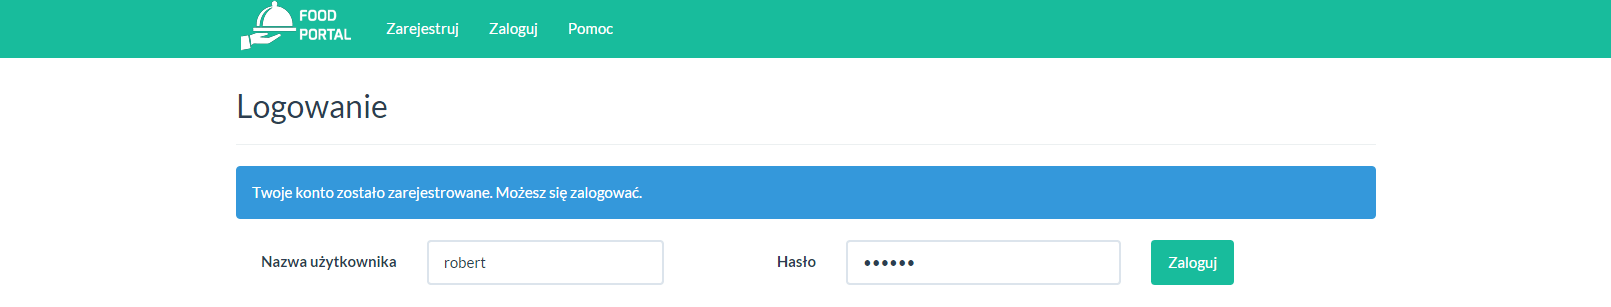 FOOD
PORTAL
Zarejestruj Zaloguj Pomoc
Logowanie
Twoje konto zostało zarejestrowane. Możesz się zalogować.
Nazwa użytkownika robert Hasło •••••• Zaloguj